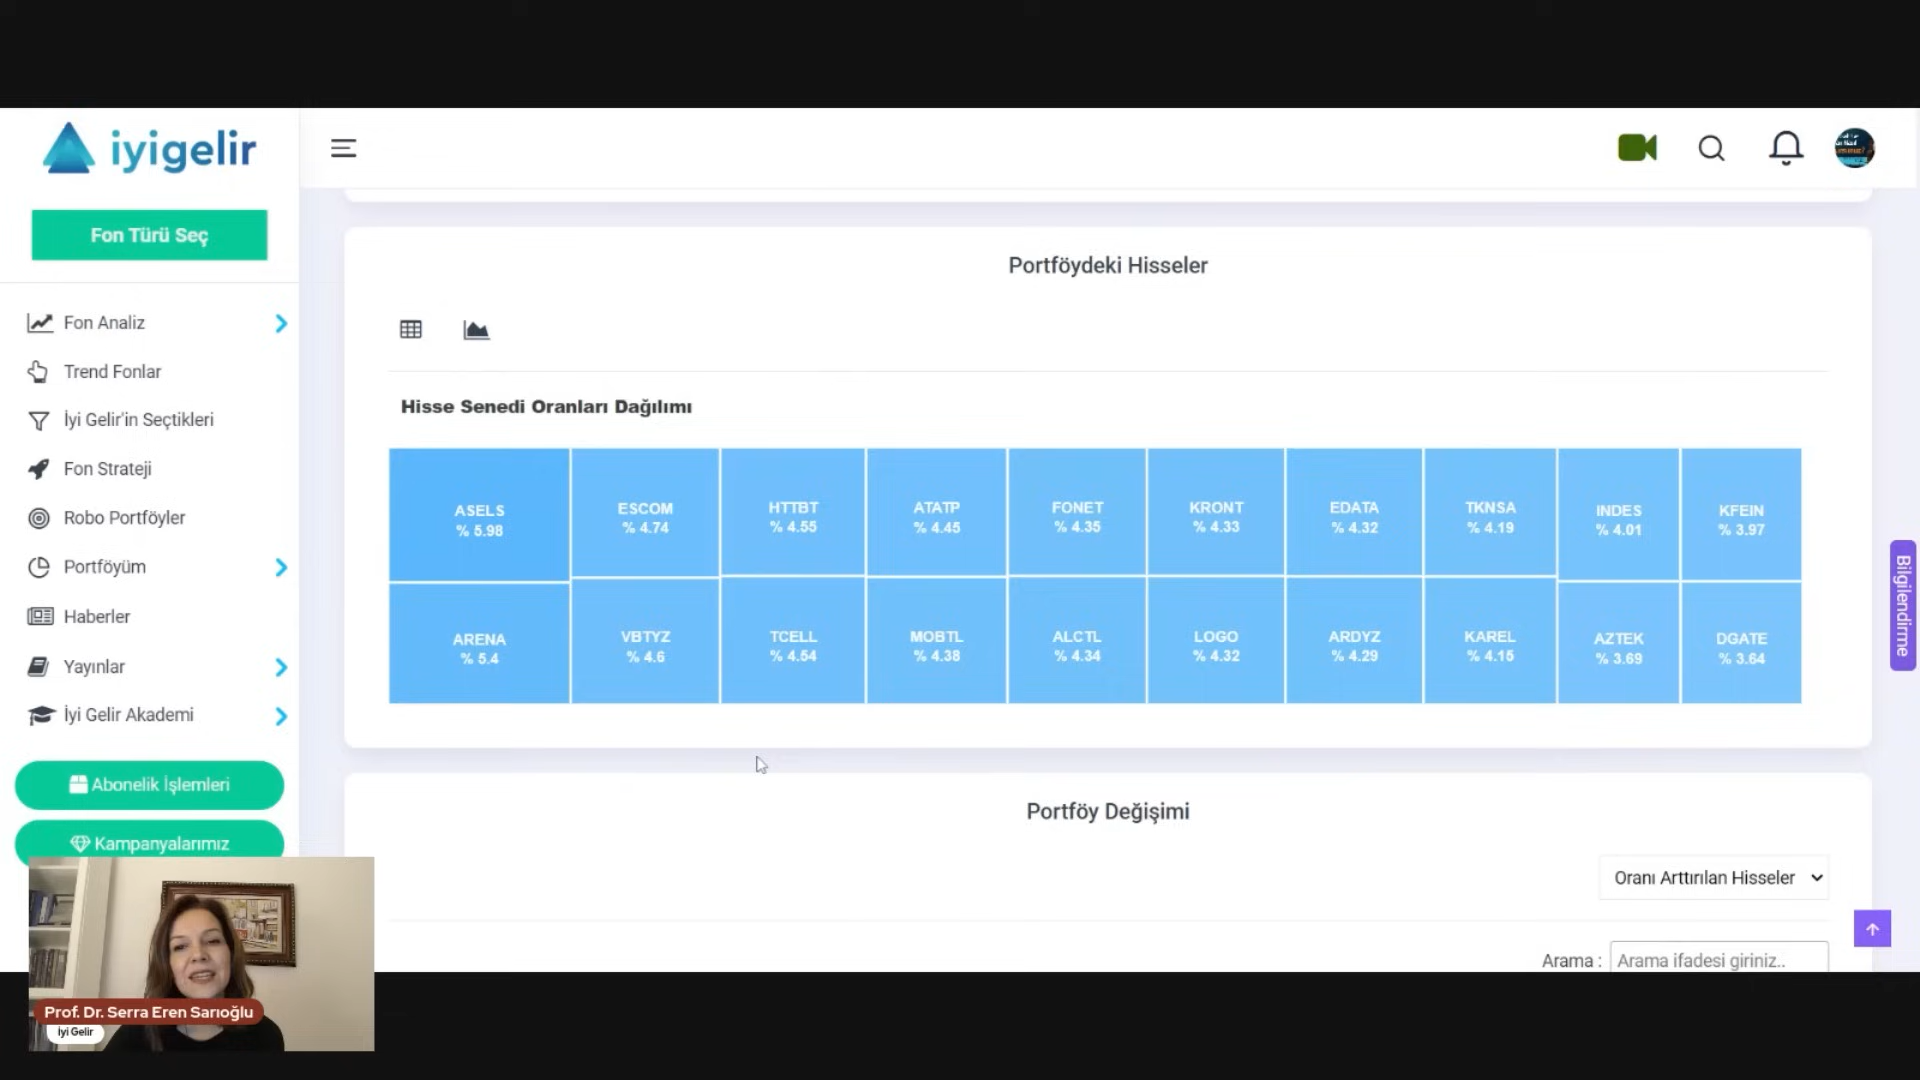 iyigelir
Fon Türü Seç
Fon Analiz
Trend Fonlar
İyi Gelir'in Seçtikleri
Fon Strateji
Robo Portföyler
Portföyüm
Haberler
Yayınlar
İyi Gelir Akademi
Abonelik İşlemleri
Kampanyalarımız
Portföydeki Hisseler
Hisse Senedi Oranları Dağılımı
ASELS
% 5.98
ESCOM
% 4.74
HTTBT
% 4.55
ATATP
% 4.45
FONET
% 4.35
KRONT
% 4.33
EDATA
% 4.32
TKNSA
% 4.19
INDES
% 4.01
KFEIN
% 3.97
ARENA
% 5.4
VBTYZ
% 4.6
TCELL
% 4.54
MOBTL
% 4.38
ALCTL
% 4.34
LOGO
% 4.32
ARDYZ
% 4.29
KAREL
% 4.15
AZTEK
% 3.69
DGATE
% 3.64
Bilgilendirme
Portföy Değişimi
Oranı Arttırılan Hisseler
Arama : Arama ifadesi giriniz..
Prof. Dr. Serra Eren Sarıoğlu
İyi Gelir